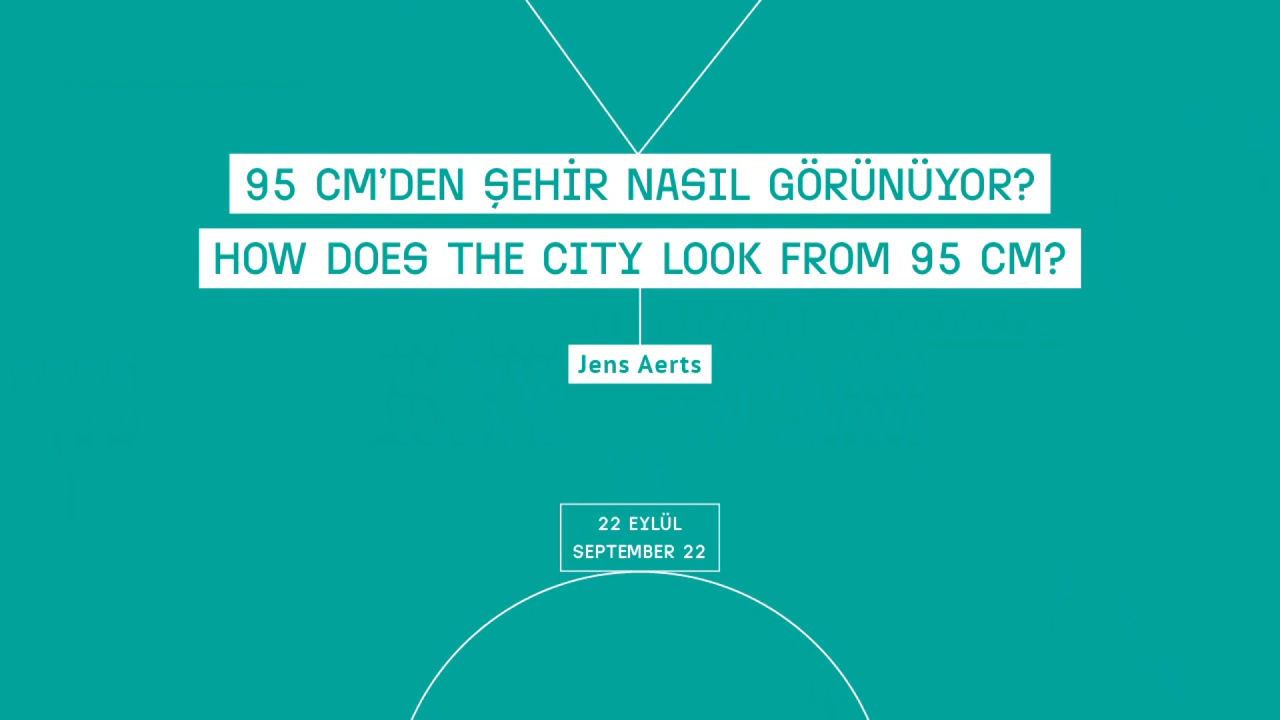 95 CM’DEN ŞEHİR NASIL GÖRÜNÜYOR?
HOW DOES THE CITY LOOK FROM 95 CM?
Jens Aerts
22 EYLÜL
SEPTEMBER 22